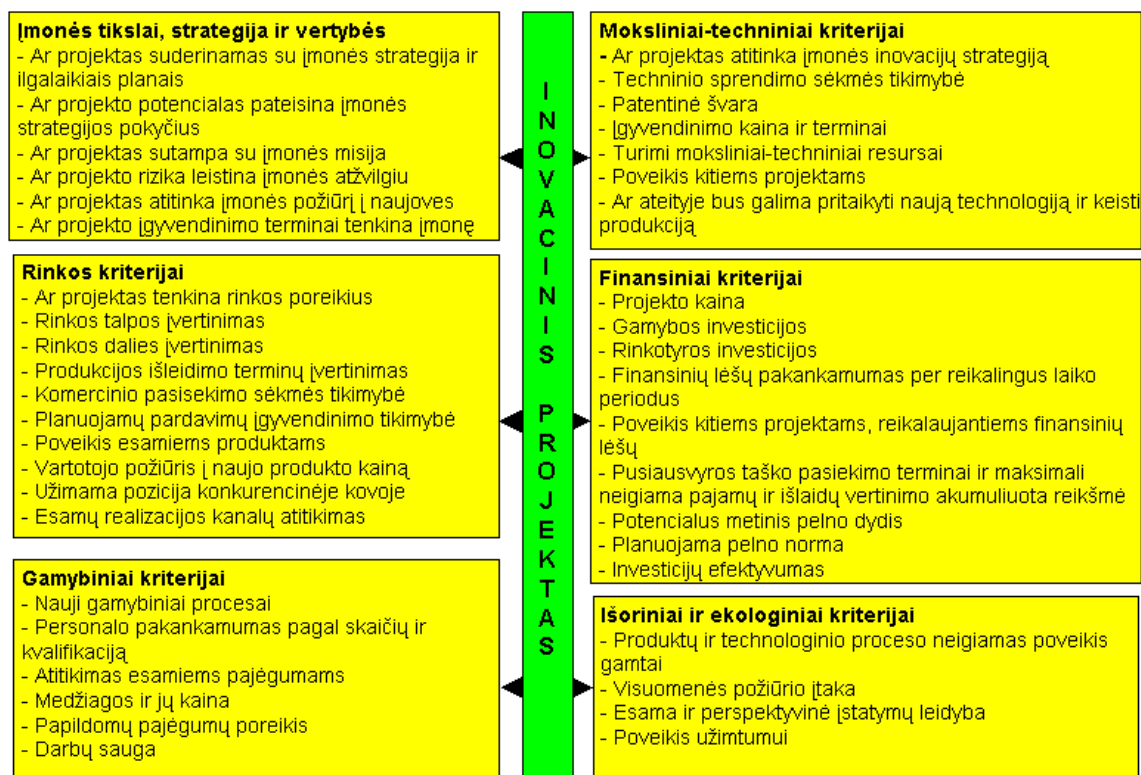 Įmonės tikslai, strategija ir vertybės
- Ar projektas suderinamas su įmonės strategija ir
ilgalaikiais planais
- Ar projekto potencialas pateisina įmonės
strategijos pokyčius
- Ar projektas sutampa su įmonės misija
- Ar projekto rizika leistina įmonės atžvilgiu
- Ar projektas atitinka įmonės požiūrį į naujoves
- Ar projekto įgyvendinimo terminai tenkina įmonę
Rinkos kriterijai
- Ar projektas tenkina rinkos poreikius
- Rinkos talpos įvertinimas
- Rinkos dalies įvertinimas
- Produkcijos išleidimo terminų įvertinimas
- Komercinio pasisekimo sėkmės tikimybė
- Planuojamų pardavimų įgyvendinimo tikimybė
- Poveikis esamiems produktams
- Vartotojo požiūris į naujo produkto kainą
- Užimama pozicija konkurencinėje kovoje
- Esamų realizacijos kanalų atitikimas
Gamybiniai kriterijai
- Nauji gamybiniai procesai
- Personalo pakankamumas pagal skaičių ir
kvalifikaciją
- Atitikimas esamiems pajėgumams
- Medžiagos ir jų kaina
- Papildomų pajėgumų poreikis
- Darbų sauga
INOVACINIS PROJEKTAS
Moksliniai-techniniai kriterijai
- Ar projektas atitinka įmonės inovacijų strategiją
- Techninio sprendimo sėkmės tikimybė
- Patentinė švara
- Įgyvendinimo kaina ir terminai
- Turimi moksliniai-techniniai resursai
- Poveikis kitiems projektams
- Ar ateityje bus galima pritaikyti naują technologiją ir keisti
produkciją
Finansiniai kriterijai
- Projekto kaina
- Gamybos investicijos
- Rinkotyros investicijos
- Finansinių lėšų pakankamumas per reikalingus laiko
periodus
- Poveikis kitiems projektams, reikalaujantiems finansinių
lėšų
- Pusiausvyros taško pasiekimo terminai ir maksimali
neigiama pajamų ir išlaidų vertinimo akumuliuota reikšmė
- Potencialus metinis pelno dydis
- Planuojama pelno norma
- Investicijų efektyvumas
Išoriniai ir ekologiniai kriterijai
- Produktų ir technologinio proceso neigiamas poveikis
gamtai
- Visuomenės požiūrio įtaka
- Esama ir perspektyvinė įstatymų leidyba
- Poveikis užimtumui